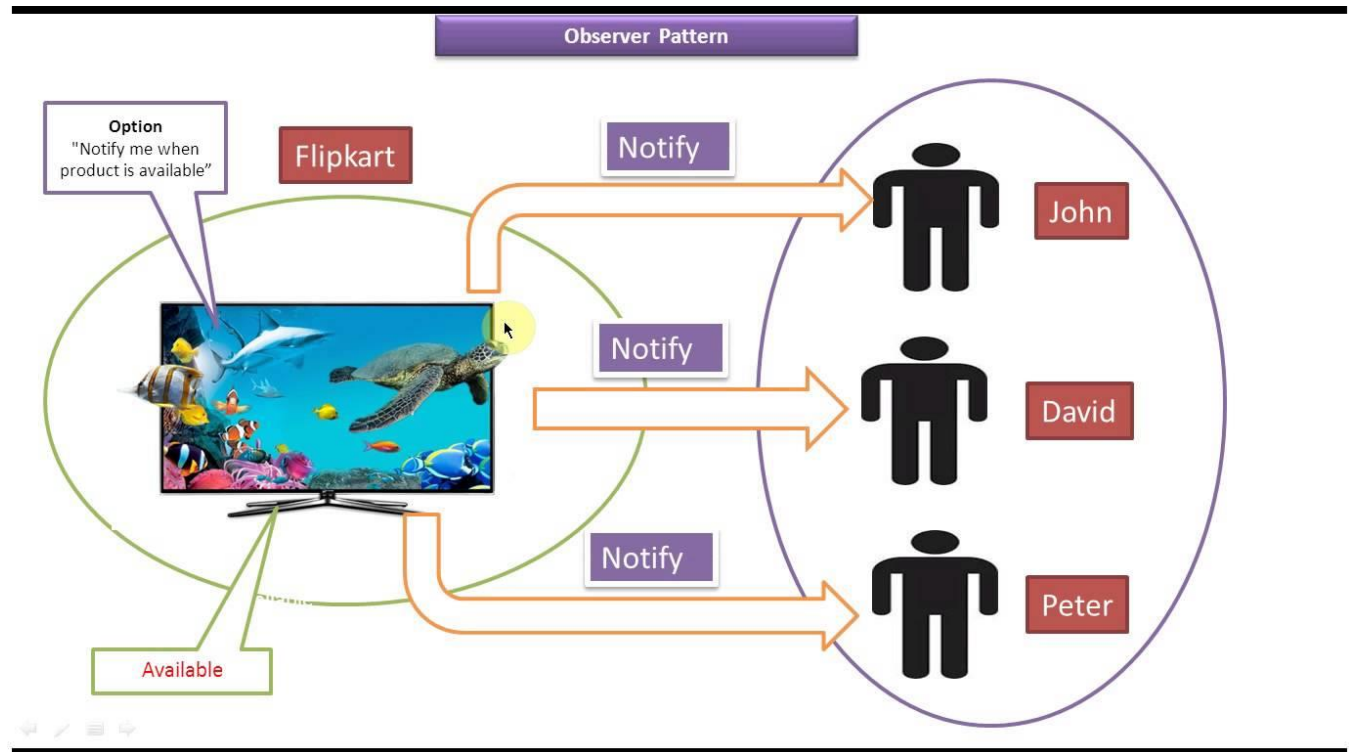 Observer Pattern
Option
"Notify me when
product is available”
Flipkart
Notify
John
Notify
David
Notify
Peter
Available